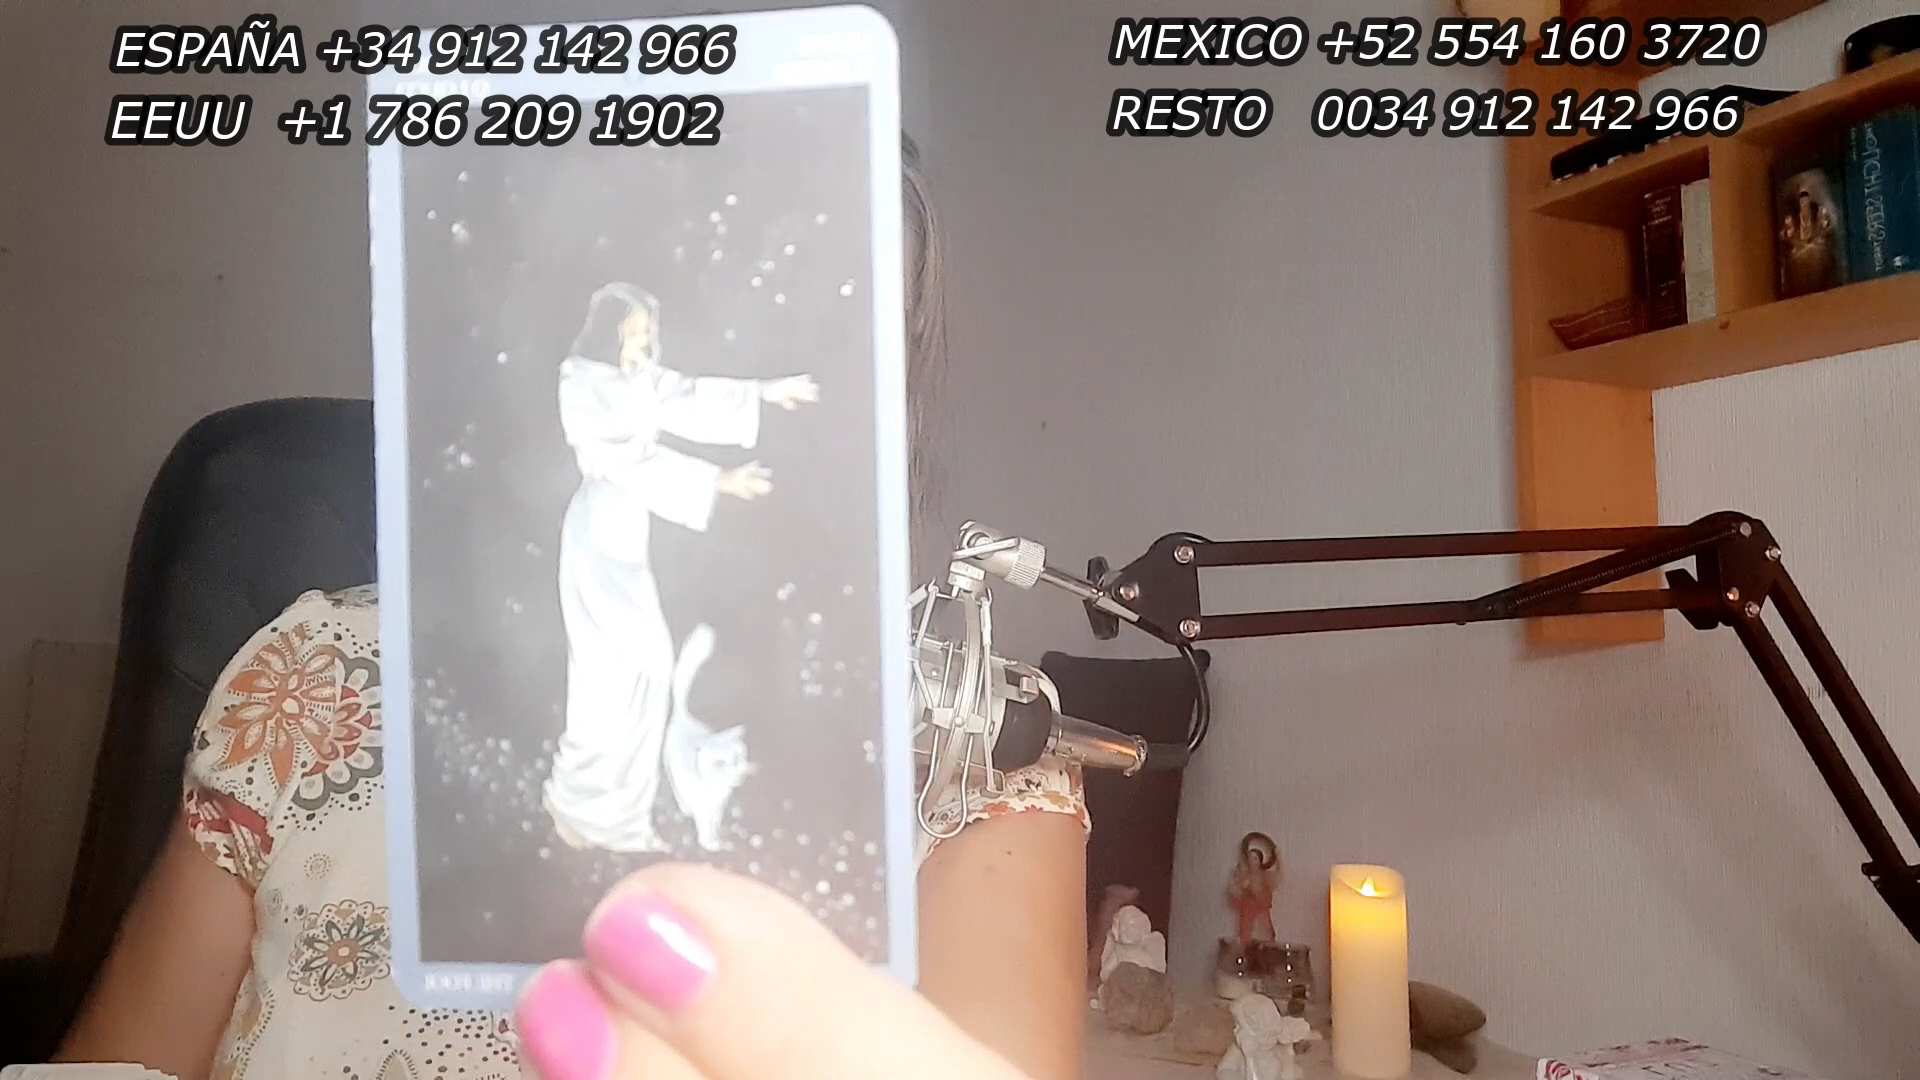 ESPAÑA +34 912 142 966
EEUU +1 786 209 1902
MEXICO +52 554 160 3720
RESTO 0034 912 142 966